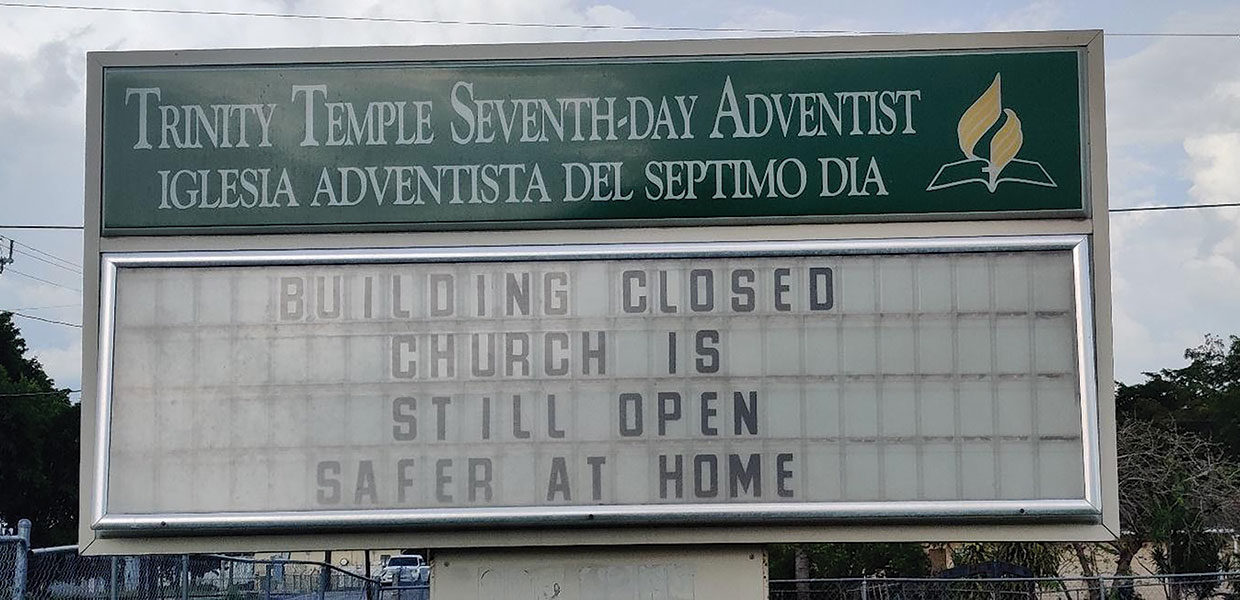 TRINITY TEMPLE SEVENTH-DAY ADVENTIST
IGLESIA ADVENTISTA DEL SEPTIMO DIA
BUILDING CLOSED
CHURCH IS
STILL OPEN
SAFER AT HOME